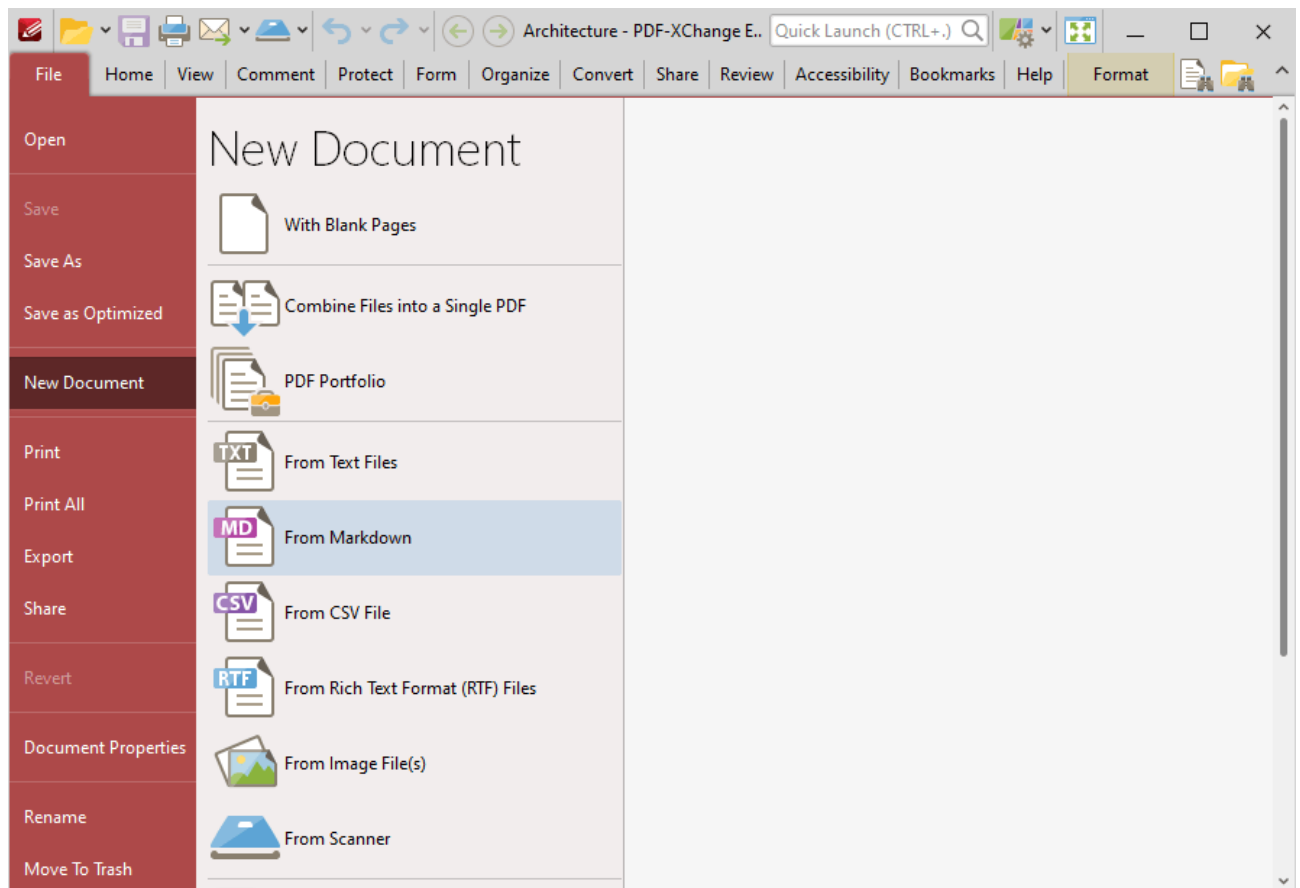 Architecture - PDF-XChange E..
Quick Launch (CTRL+.)
File Home View Comment Protect Form Organize Convert Share Review Accessibility Bookmarks Help Format
Open
Save
Save As
Save as Optimized
New Document
Print
Print All
Export
Share
Revert
Document Properties
Rename
Move To Trash
New Document
With Blank Pages
Combine Files into a Single PDF
PDF Portfolio
TXT
From Text Files
MD
From Markdown
CSV
From CSV File
RTF
From Rich Text Format (RTF) Files
From Image File(s)
From Scanner